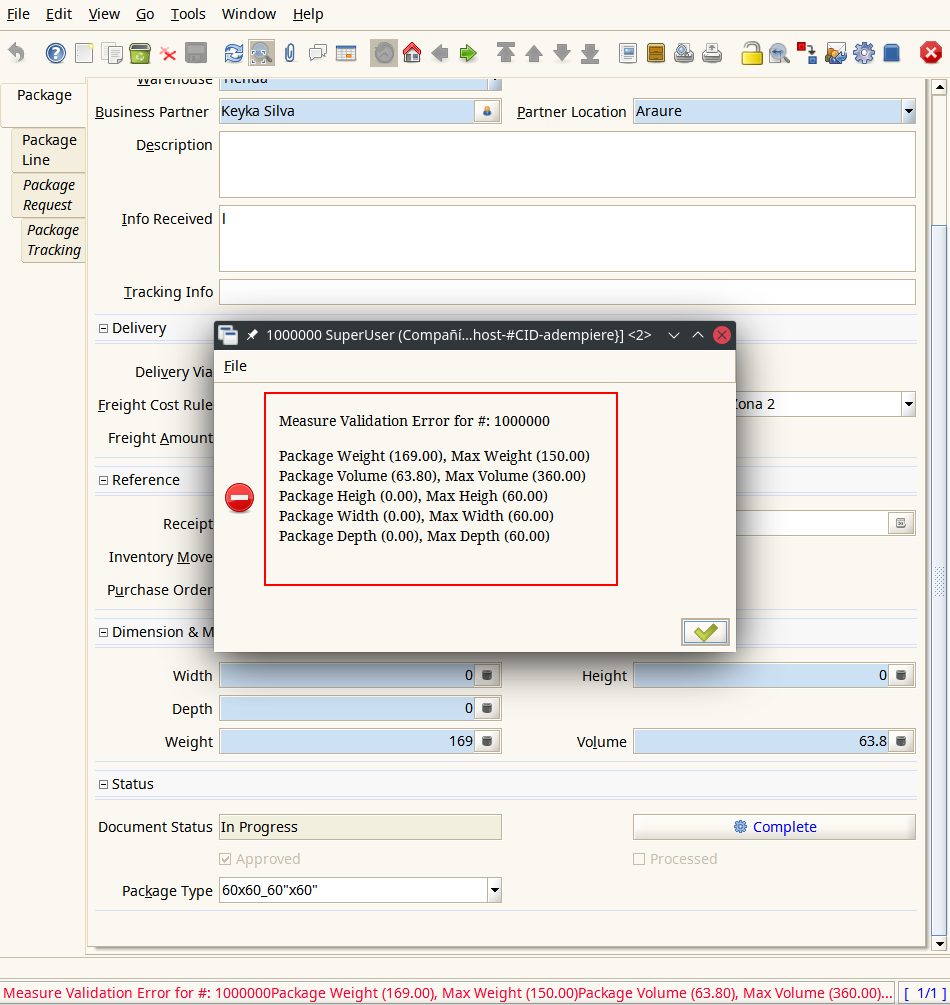 File Edit View Go Tools Window Help
Package
Package Line
Package Request
Package Tracking
Warehouse Tienda
Business Partner Keyka Silva Partner Location Araure
Description
Info Received l
Tracking Info
Delivery
Delivery Via
Freight Cost Rule Zona 2
Freight Amount
Reference
Receipt
Inventory Move
Purchase Order
1000000 SuperUser (Compañí...host-#CID-adempiere}] <2>
File
Measure Validation Error for #: 1000000
Package Weight (169.00), Max Weight (150.00)
Package Volume (63.80), Max Volume (360.00)
Package Heigh (0.00), Max Heigh (60.00)
Package Width (0.00), Max Width (60.00)
Package Depth (0.00), Max Depth (60.00)
Dimension & M
Width 0 Height 0
Depth 0
Weight 169 Volume 63.8
Status
Document Status In Progress Complete
Approved Processed
Package Type 60x60_60"x60"
Measure Validation Error for #: 1000000Package Weight (169.00), Max Weight (150.00)Package Volume (63.80), Max Volume (360.00)... [ 1/1 ]